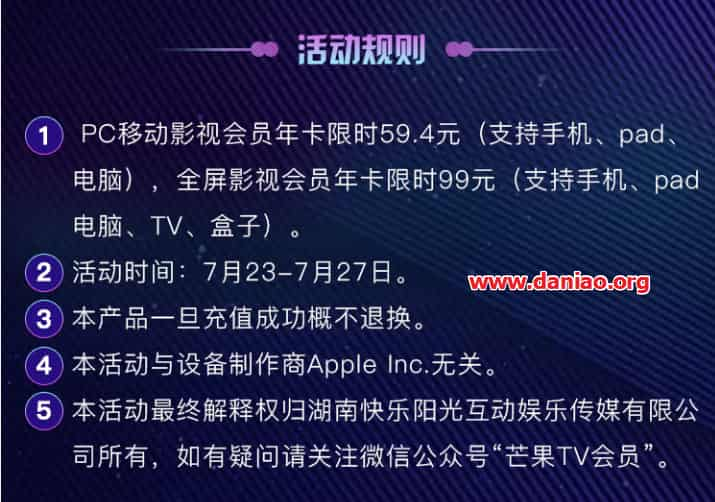 活动规则
1 PC移动影视会员年卡限时59.4元（支持手机、pad、
电脑），全屏影视会员年卡限时99元（支持手机、pad
电脑、TV、盒子）。
2 活动时间：7月23-7月27日。
www.daniao.org
3 本产品一旦充值成功概不退换。
4 本活动与设备制作商Apple Inc.无关。
5 本活动最终解释权归湖南快乐阳光互动娱乐传媒有限公
司所有，如有疑问请关注微信公众号“芒果TV会员”。